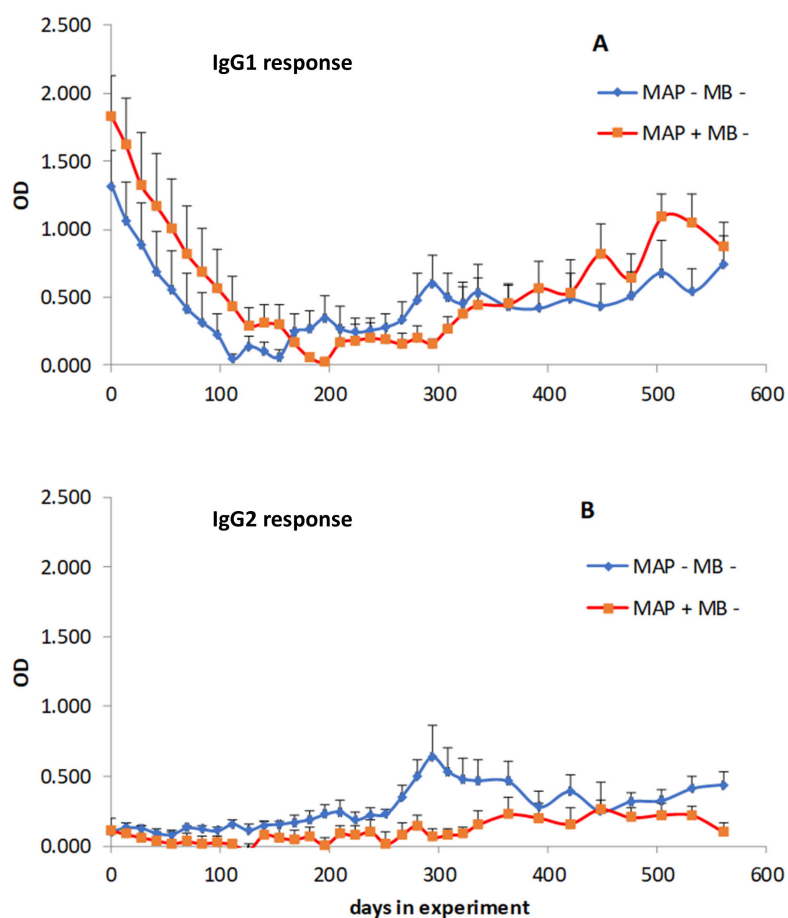 2.500
IgG1 response
A
2.000
MAP - MB -
MAP + MB -
1.500
OD
1.000
0.500
0.000
0 100 200 300 400 500 600
2.500
IgG2 response
B
2.000
MAP - MB -
MAP + MB -
1.500
OD
1.000
0.500
0.000
0 100 200 300 400 500 600
days in experiment